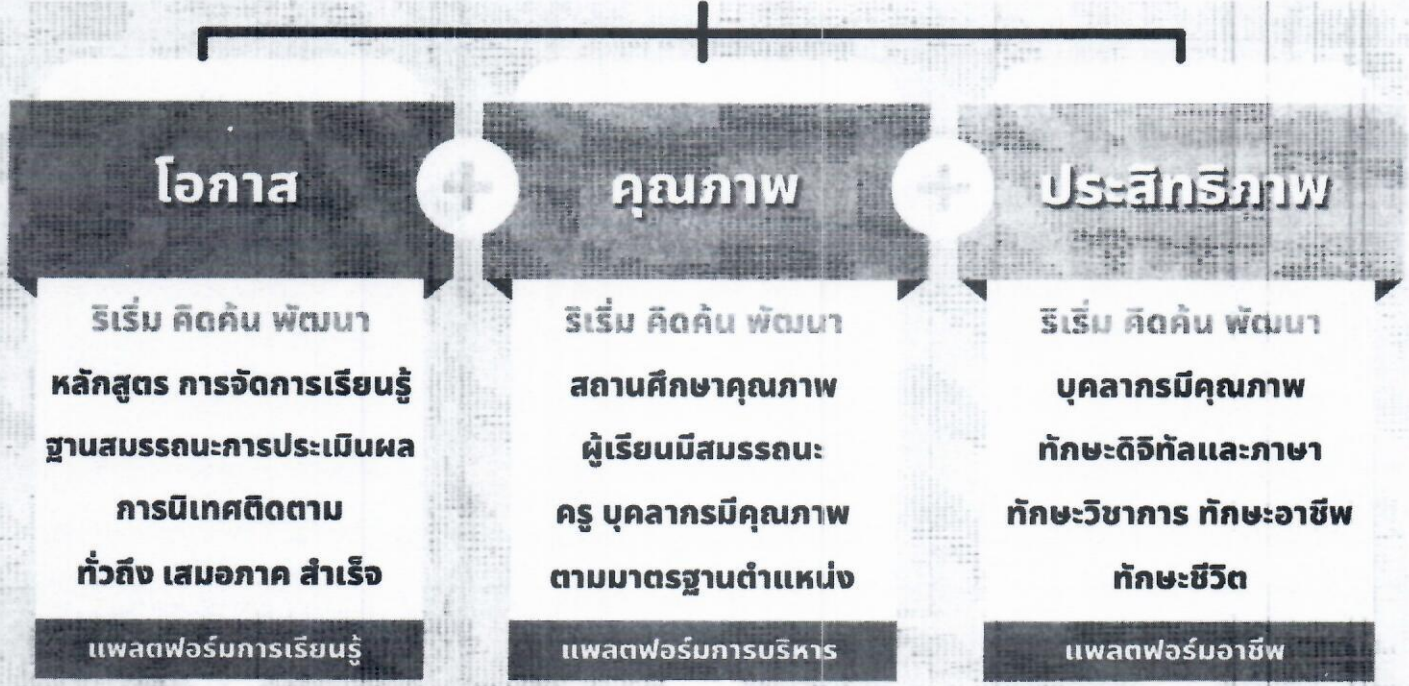 โอกาส
ริเริ่ม คิดค้น พัฒนา
หลักสูตร การจัดการเรียนรู้
ฐานสมรรถนะการประเมินผล
การนิเทศติดตาม
ทั่วถึง เสมอภาค สำเร็จ
แพลตฟอร์มการเรียนรู้
+
คุณภาพ
ริเริ่ม คิดค้น พัฒนา
สถานศึกษาคุณภาพ
ผู้เรียนมีสมรรถนะ
ครู บุคลากรมีคุณภาพ
ตามมาตรฐานตำแหน่ง
แพลตฟอร์มการบริหาร
+
ประสิทธิภาพ
ริเริ่ม คิดค้น พัฒนา
บุคลากรมีคุณภาพ
ทักษะดิจิทัลและภาษา
ทักษะวิชาการ ทักษะอาชีพ
ทักษะชีวิต
แพลตฟอร์มอาชีพ